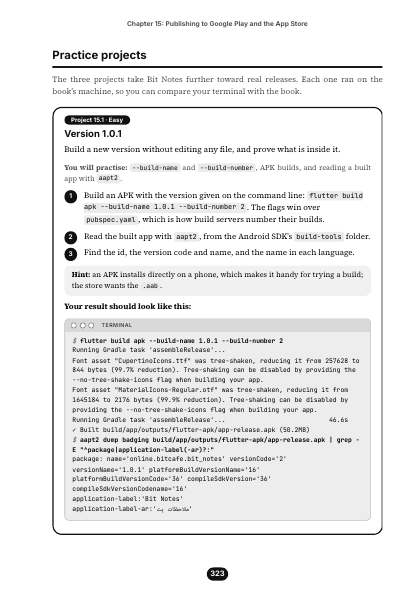 Chapter 15: Publishing to Google Play and the App Store
Practice projects
The three projects take Bit Notes further toward real releases. Each one ran on the
book's machine, so you can compare your terminal with the book.
Project 15.1 · Easy
Version 1.0.1
Build a new version without editing any file, and prove what is inside it.
You will practise: --build-name and --build-number, APK builds, and reading a built
app with aapt2.
1 Build an APK with the version given on the command line: flutter build
apk --build-name 1.0.1 --build-number 2. The flags win over
pubspec.yaml, which is how build servers number their builds.
2 Read the built app with aapt2, from the Android SDK's build-tools folder.
3 Find the id, the version code and name, and the name in each language.
Hint: an APK installs directly on a phone, which makes it handy for trying a build;
the store wants the .aab.
Your result should look like this:
TERMINAL
$ flutter build apk --build-name 1.0.1 --build-number 2
Running Gradle task 'assembleRelease'...
Font asset "CupertinoIcons.ttf" was tree-shaken, reducing it from 257628 to
844 bytes (99.7% reduction). Tree-shaking can be disabled by providing the
--no-tree-shake-icons flag when building your app.
Font asset "MaterialIcons-Regular.otf" was tree-shaken, reducing it from
1645184 to 2176 bytes (99.9% reduction). Tree-shaking can be disabled by
providing the --no-tree-shake-icons flag when building your app.
Running Gradle task 'assembleRelease'... 46.6s
✓ Built build/app/outputs/flutter-apk/app-release.apk (50.2MB)
$ aapt2 dump badging build/app/outputs/flutter-apk/app-release.apk | grep -
E "^package|application-label(-ar)?:"
package: name='online.bitcafe.bit_notes' versionCode='2'
versionName='1.0.1' platformBuildVersionName='16'
platformBuildVersionCode='36' compileSdkVersion='36'
compileSdkVersionCodename='16'
application-label:'Bit Notes'
application-label-ar:'ملاحظات بت'
323